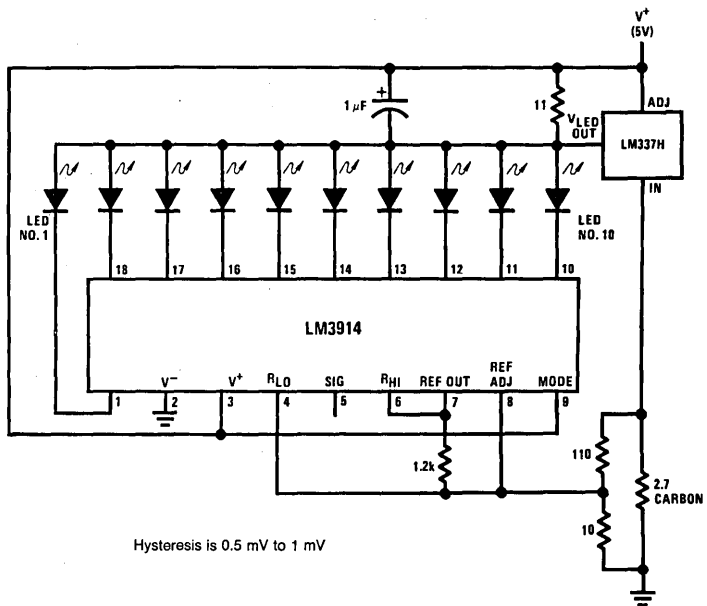 V+
(5V)
+
1 μF
11
VLED
OUT
ADJ
LM337H
IN
LED
NO. 1
LED
NO. 10
18
17
16
15
14
13
12
11
10
LM3914
V−
V+
RLO
SIG
RHI
REF OUT
REF
ADJ
MODE
1
2
3
4
5
6
7
8
9
1.2k
110
10
2.7
CARBON
Hysteresis is 0.5 mV to 1 mV